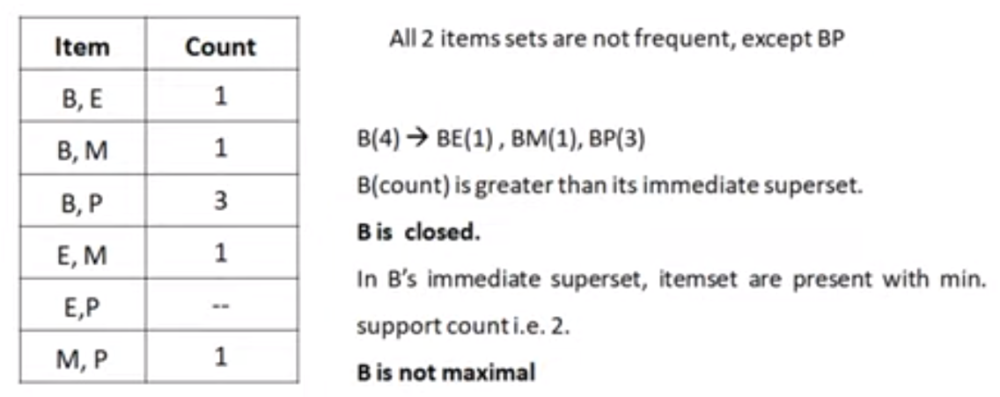 Item Count
B, E 1
B, M 1
B, P 3
E, M 1
E,P --
M, P 1
All 2 items sets are not frequent, except BP
B(4) → BE(1) , BM(1), BP(3)
B(count) is greater than its immediate superset.
B is closed.
In B's immediate superset, itemset are present with min.
support count i.e. 2.
B is not maximal